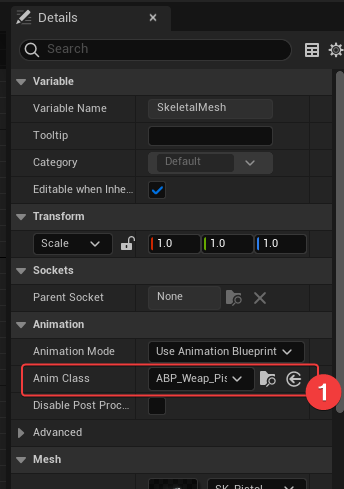 Details
Search
Variable
Variable Name SkeletalMesh
Tooltip
Category Default
Editable when Inhe...
Transform
Scale 1.0 1.0 1.0
Sockets
Parent Socket None
Animation
Animation Mode Use Animation Blueprint
Anim Class ABP_Weap_Pis
1
Disable Post Proc...
Advanced
Mesh
SK_Pistol